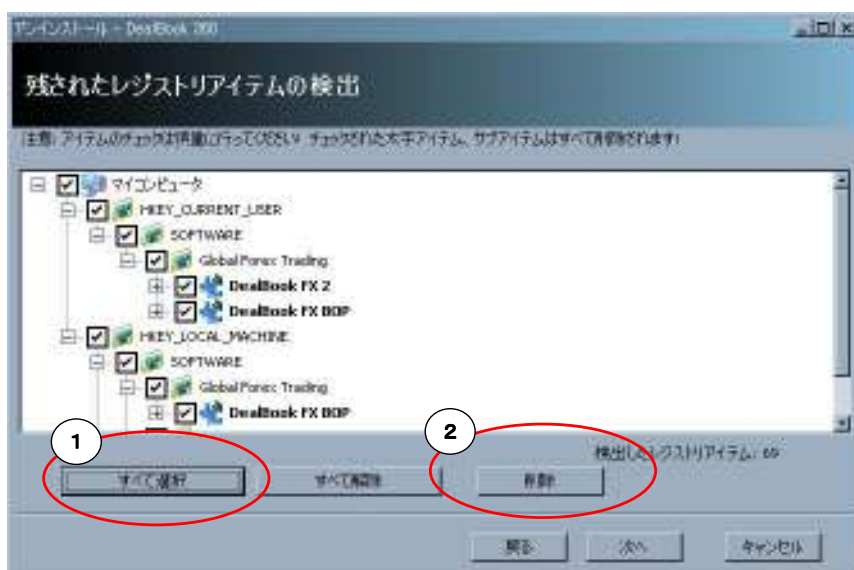 アンインストール - DealBook 360
残されたレジストリアイテムの検出
注意: アイテムのチェックは慎重に行ってください チェックされた太字アイテム、サブアイテムはすべて削除されます!
マイコンピュータ
HKEY_CURRENT_USER
SOFTWARE
Global Forex Trading
DealBook FX 2
DealBook FX BOP
HKEY_LOCAL_MACHINE
SOFTWARE
Global Forex Trading
DealBook FX BOP
1
2
検出したレジストリアイテム: 69
すべて選択
すべて解除
削除
戻る
次へ
キャンセル